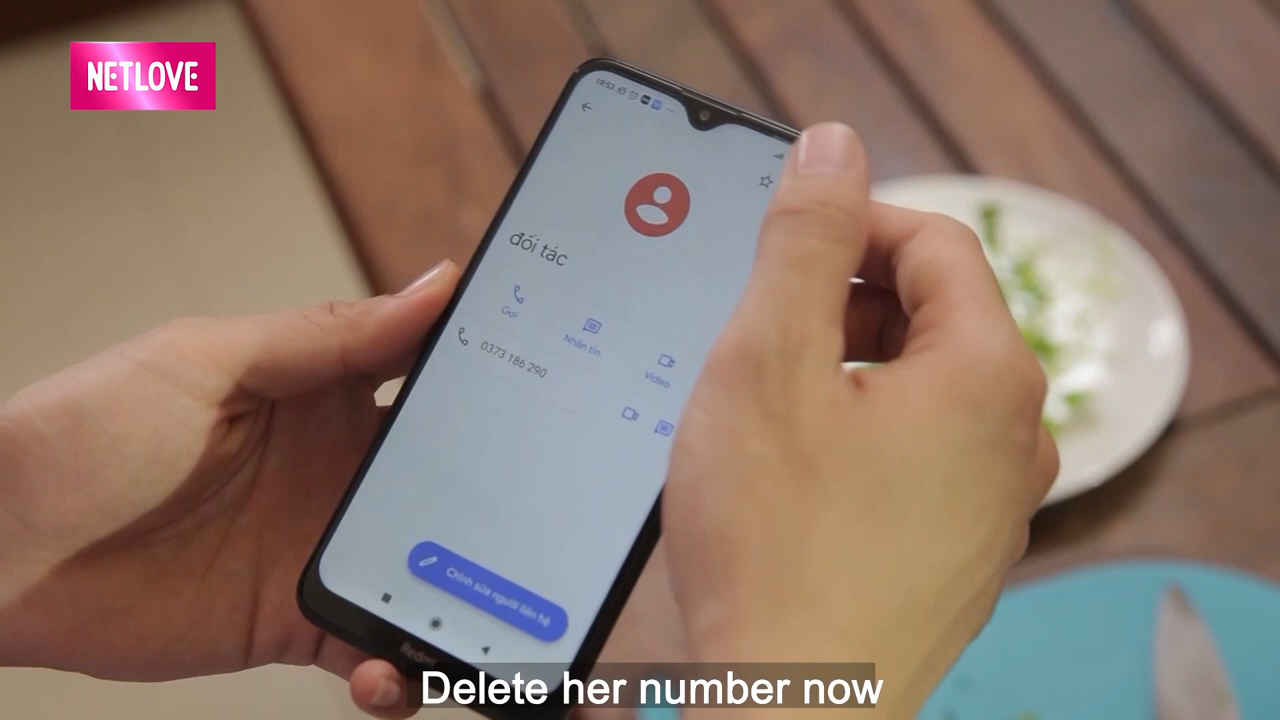 NETLOVE
18:52
đối tác
Gọi
Nhắn tin
Video
0373 186 290
Chỉnh sửa người liên hệ
Redmi
Delete her number now